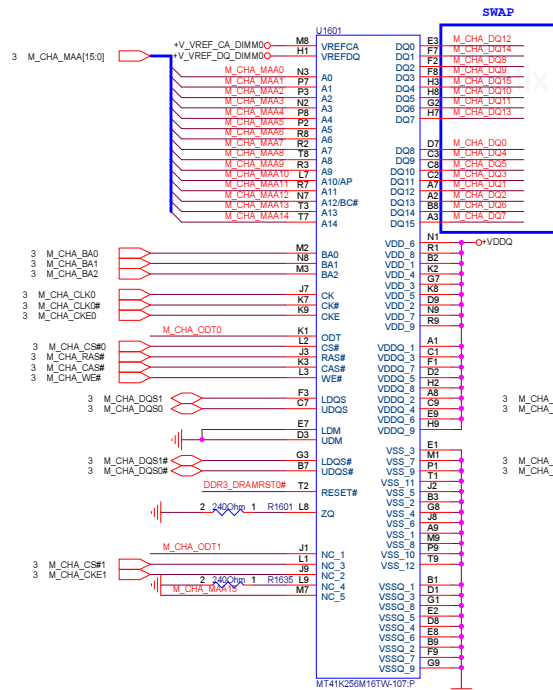 SWAP
U1601
+V_VREF_CA_DIMM0 M8 VREFCA DQ0 E3 M_CHA_DQ12
+V_VREF_DQ_DIMM0 H1 VREFDQ DQ1 F7 M_CHA_DQ14
3 M_CHA_MAA[15:0] DQ2 F2 M_CHA_DQ8
M_CHA_MAA0 N3 A0 DQ3 F8 M_CHA_DQ9
M_CHA_MAA1 P7 A1 DQ4 H3 M_CHA_DQ15
M_CHA_MAA2 P3 A2 DQ5 H8 M_CHA_DQ10
M_CHA_MAA3 N2 A3 DQ6 G2 M_CHA_DQ11
M_CHA_MAA4 P8 A4 DQ7 H7 M_CHA_DQ13
M_CHA_MAA5 P2 A5
M_CHA_MAA6 R8 A6
M_CHA_MAA7 R2 A7 DQ8 D7 M_CHA_DQ0
M_CHA_MAA8 T8 A8 DQ9 C3 M_CHA_DQ4
M_CHA_MAA9 R3 A9 DQ10 C8 M_CHA_DQ5
M_CHA_MAA10 L7 A10/AP DQ11 C2 M_CHA_DQ3
M_CHA_MAA11 R7 A11 DQ12 A7 M_CHA_DQ1
M_CHA_MAA12 N7 A12/BC# DQ13 A2 M_CHA_DQ2
M_CHA_MAA13 T3 A13 DQ14 B8 M_CHA_DQ6
M_CHA_MAA14 T7 A14 DQ15 A3 M_CHA_DQ7
VDD_6 N1 +VDDQ
3 M_CHA_BA0 M2 BA0 VDD_8 R1
3 M_CHA_BA1 N8 BA1 VDD_1 B2
3 M_CHA_BA2 M3 BA2 VDD_4 K2
VDD_3 G7
3 M_CHA_CLK0 J7 CK VDD_5 K8
3 M_CHA_CLK0# K7 CK# VDD_2 D9
3 M_CHA_CKE0 K9 CKE VDD_7 N9
VDD_9 R9
M_CHA_ODT0 K1 ODT
3 M_CHA_CS#0 L2 CS# VDDQ_1 A1
3 M_CHA_RAS# J3 RAS# VDDQ_3 C1
3 M_CHA_CAS# K3 CAS# VDDQ_7 F1
3 M_CHA_WE# L3 WE# VDDQ_5 D2
VDDQ_8 H2
3 M_CHA_DQS1 F3 LDQS VDDQ_2 A8 3 M_CHA_
3 M_CHA_DQS0 C7 UDQS VDDQ_4 C9 3 M_CHA_
VDDQ_6 E9
E7 LDM VDDQ_9 H9
D3 UDM
VSS_3 E1
3 M_CHA_DQS1# G3 LDQS# VSS_7 M1 3 M_CHA_
3 M_CHA_DQS0# B7 UDQS# VSS_9 P1 3 M_CHA_
VSS_11 T1
DDR3_DRAMRST0# T2 RESET# VSS_5 J2
VSS_2 B3
2 240Ohm 1 R1601 L8 ZQ VSS_4 G8
VSS_6 J8
VSS_1 A9
VSS_8 M9
M_CHA_ODT1 J1 NC_1 VSS_10 P9
3 M_CHA_CS#1 L1 NC_3 VSS_12 T9
3 M_CHA_CKE1 J9 NC_2
2 240Ohm 1 R1635 L9 NC_4 VSSQ_1 B1
M_CHA_MAA15 M7 NC_5 VSSQ_3 D1
VSSQ_8 G1
VSSQ_5 E2
VSSQ_4 D8
VSSQ_6 E8
VSSQ_2 B9
VSSQ_7 F9
VSSQ_9 G9
MT41K256M16TW-107:P